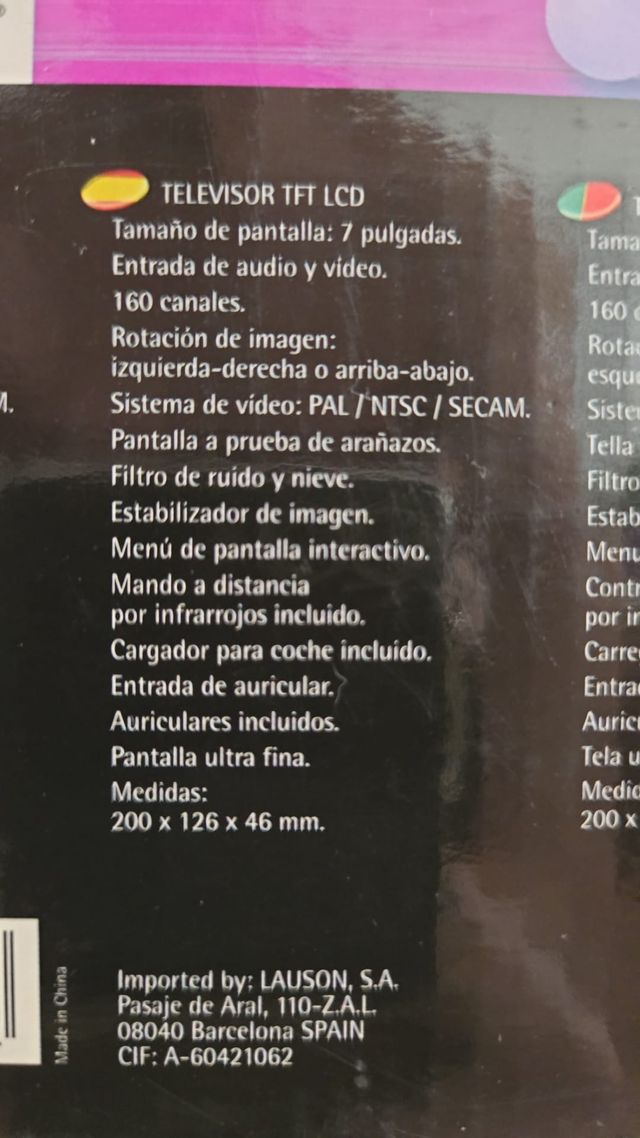 TELEVISOR TFT LCD
Tamaño de pantalla: 7 pulgadas.
Entrada de audio y vídeo.
160 canales.
Rotación de imagen:
izquierda-derecha o arriba-abajo.
Sistema de vídeo: PAL / NTSC / SECAM.
Pantalla a prueba de arañazos.
Filtro de ruido y nieve.
Estabilizador de imagen.
Menú de pantalla interactivo.
Mando a distancia
por infrarrojos incluido.
Cargador para coche incluido.
Entrada de auricular.
Auriculares incluidos.
Pantalla ultra fina.
Medidas:
200 x 126 x 46 mm.
Imported by: LAUSON, S.A.
Pasaje de Aral, 110-Z.A.L.
08040 Barcelona SPAIN
CIF: A-60421062
Made in China
M.
T
Tama
Entra
160
Rota
esque
Siste
Tella
Filtro
Estab
Menu
Contr
por in
Carre
Entra
Auric
Tela u
Medid
200 x